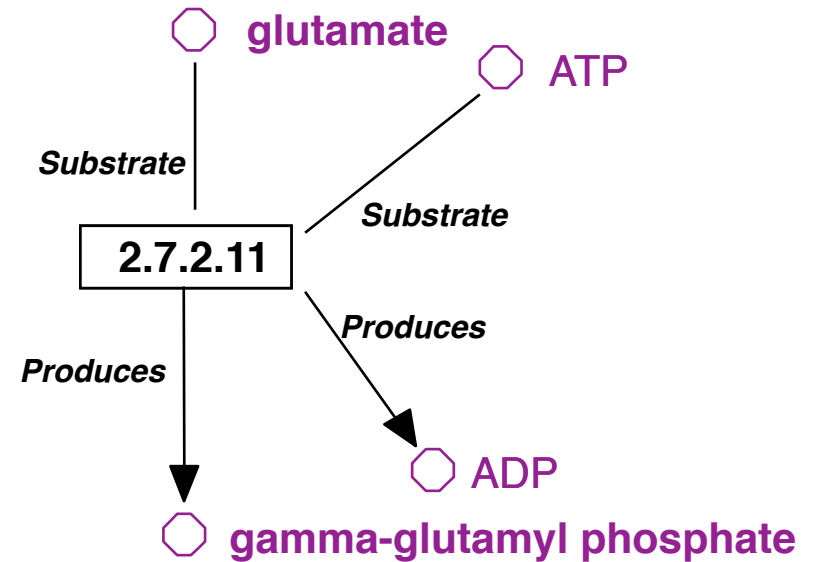 glutamate
ATP
Substrate
Substrate
2.7.2.11
Produces
Produces
ADP
gamma-glutamyl phosphate